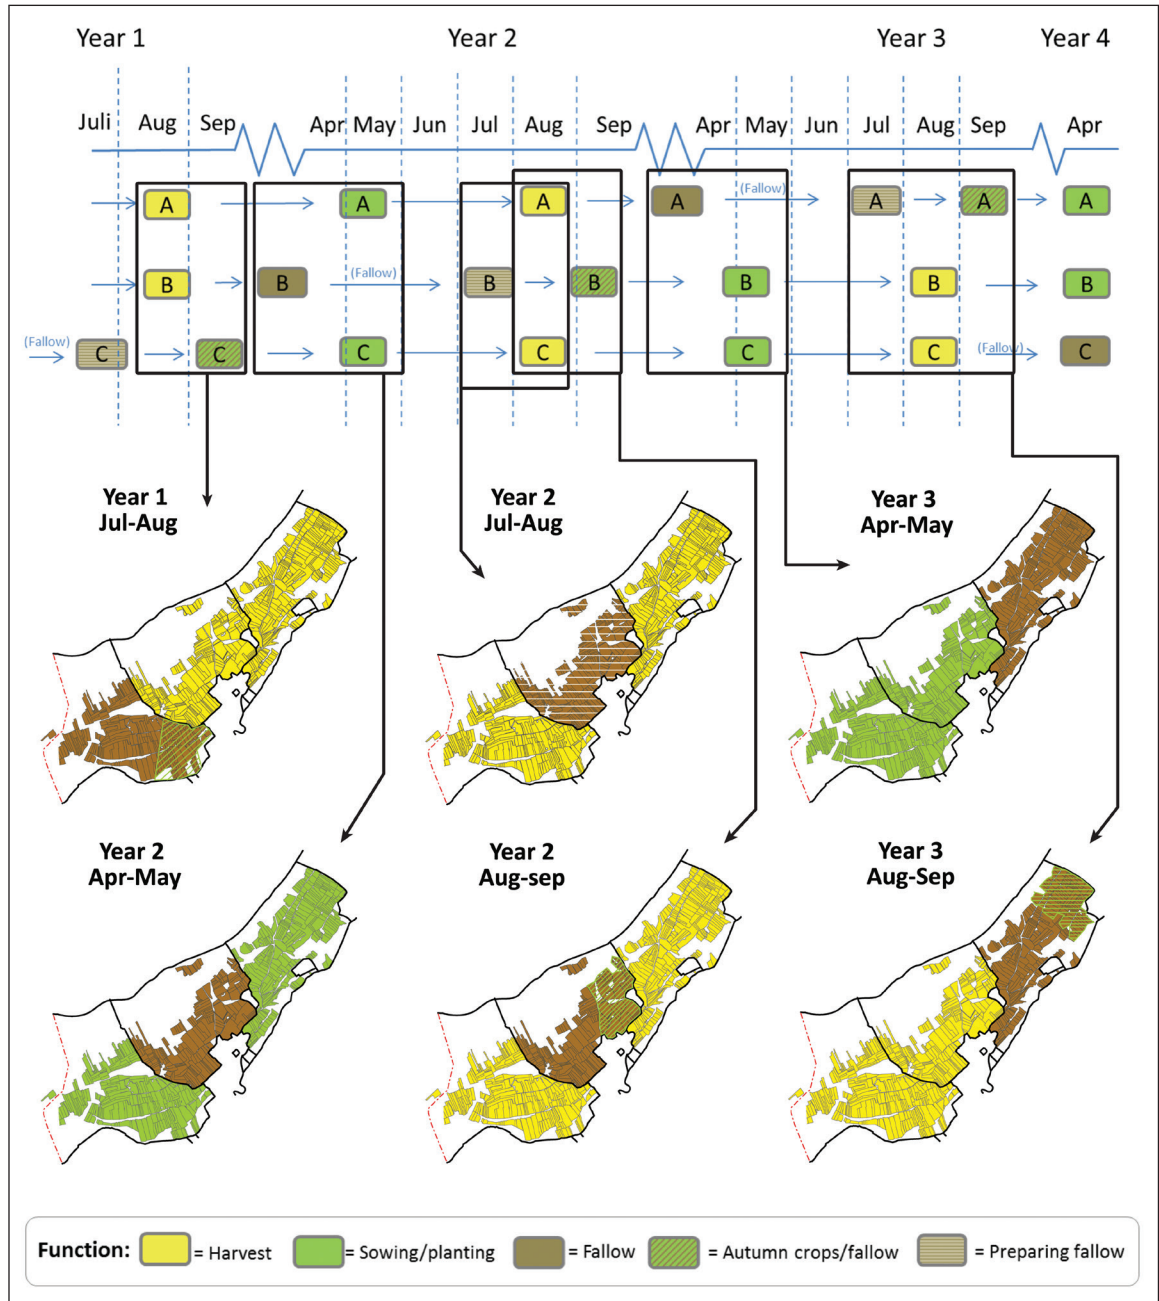 Year 1 Year 2 Year 3 Year 4
Juli Aug Sep Apr May Jun Jul Aug Sep Apr May Jun Jul Aug Sep Apr
A A A A (Fallow) A A A
B B (Fallow) B B B B B
(Fallow) C C C C C C (Fallow) C
Year 1
Jul-Aug
Year 2
Jul-Aug
Year 3
Apr-May
Year 2
Apr-May
Year 2
Aug-sep
Year 3
Aug-Sep
Function: = Harvest = Sowing/planting = Fallow = Autumn crops/fallow = Preparing fallow